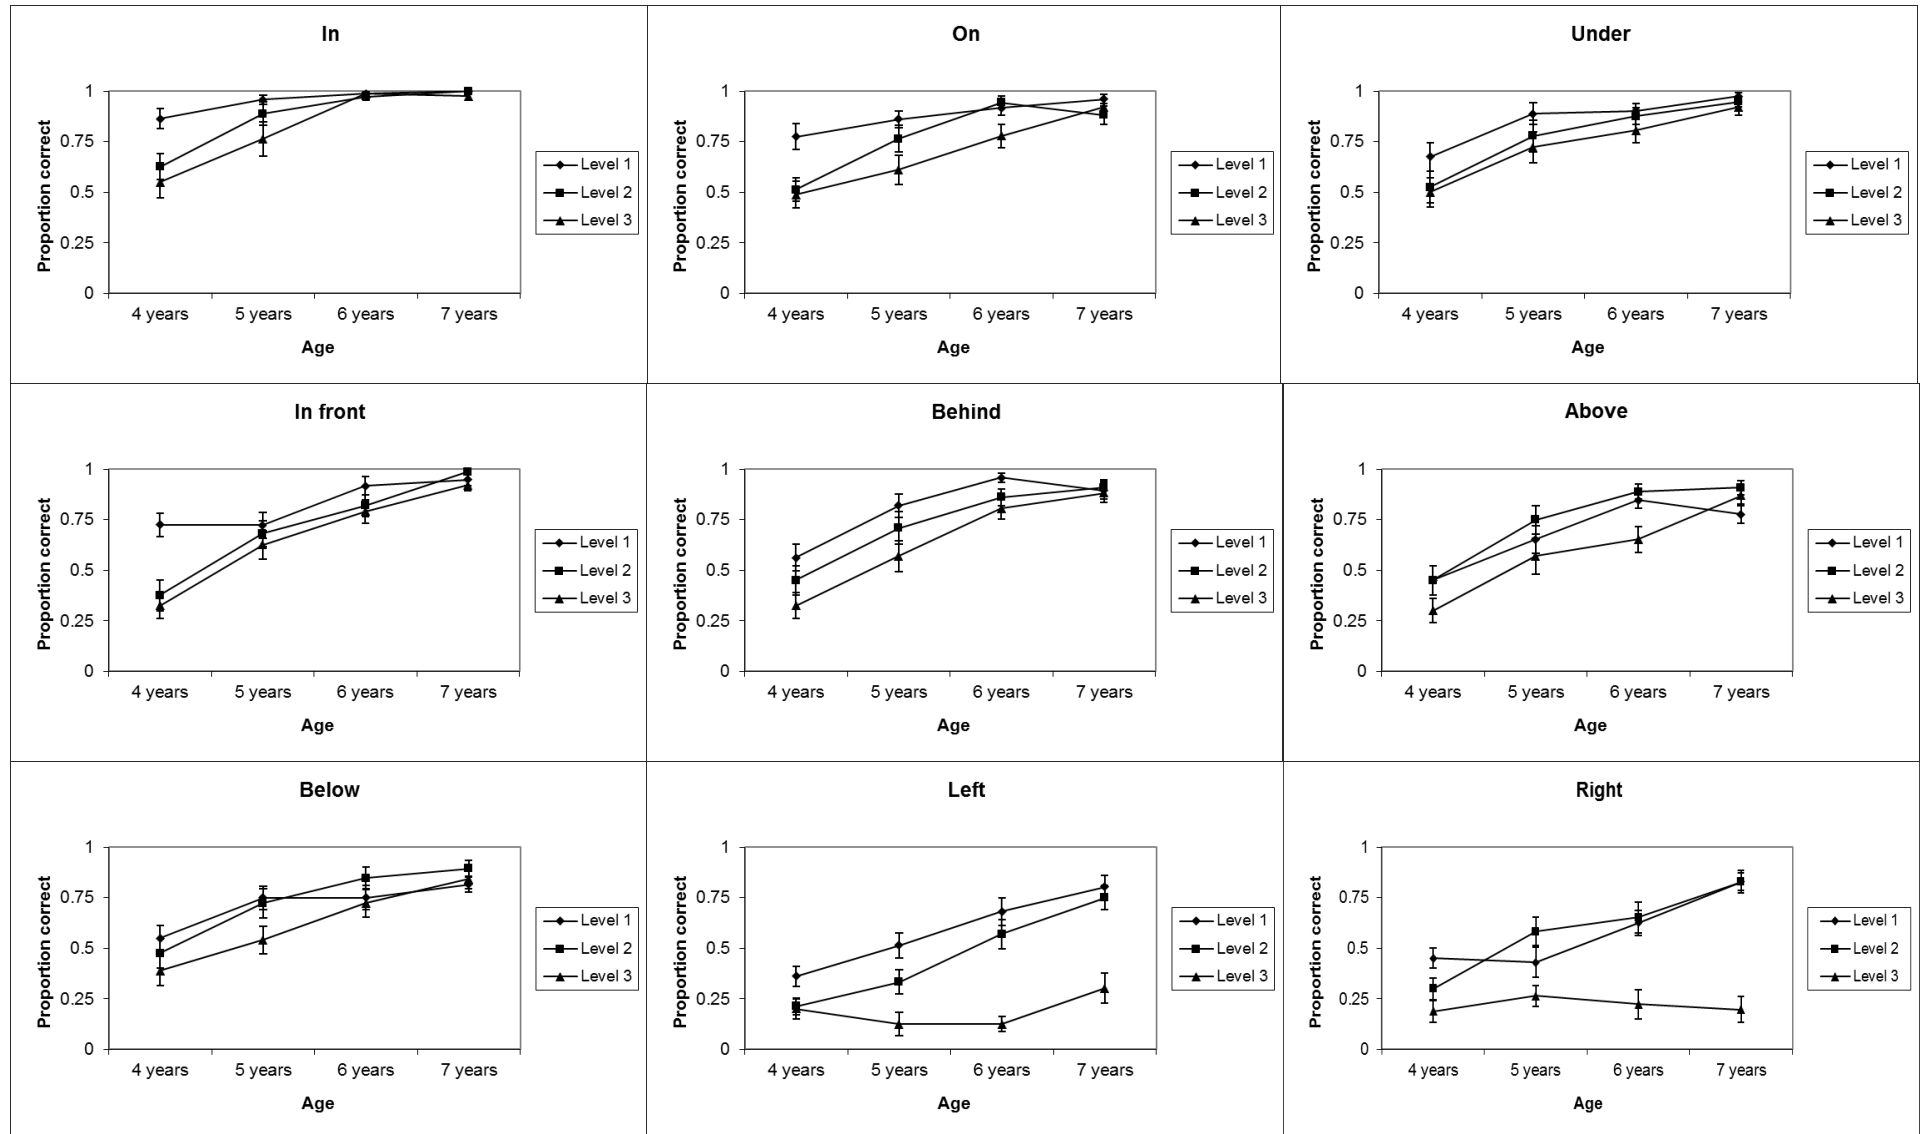 In
Proportion correct
1
0.75
0.5
0.25
0
4 years 5 years 6 years 7 years
Age
Level 1
Level 2
Level 3
On
Proportion correct
1
0.75
0.5
0.25
0
4 years 5 years 6 years 7 years
Age
Level 1
Level 2
Level 3
Under
Proportion correct
1
0.75
0.5
0.25
0
4 years 5 years 6 years 7 years
Age
Level 1
Level 2
Level 3
In front
Proportion correct
1
0.75
0.5
0.25
0
4 years 5 years 6 years 7 years
Age
Level 1
Level 2
Level 3
Behind
Proportion correct
1
0.75
0.5
0.25
0
4 years 5 years 6 years 7 years
Age
Level 1
Level 2
Level 3
Above
Proportion correct
1
0.75
0.5
0.25
0
4 years 5 years 6 years 7 years
Age
Level 1
Level 2
Level 3
Below
Proportion correct
1
0.75
0.5
0.25
0
4 years 5 years 6 years 7 years
Age
Level 1
Level 2
Level 3
Left
Proportion correct
1
0.75
0.5
0.25
0
4 years 5 years 6 years 7 years
Age
Level 1
Level 2
Level 3
Right
Proportion correct
1
0.75
0.5
0.25
0
4 years 5 years 6 years 7 years
Age
Level 1
Level 2
Level 3